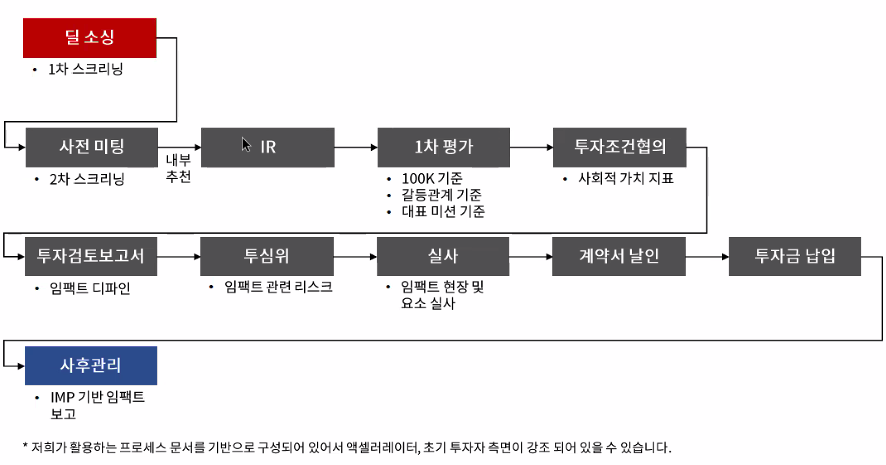 딜 소싱
• 1차 스크리닝
사전 미팅
내부
추천
IR
1차 평가
투자조건협의
• 2차 스크리닝
• 100K 기준
• 갈등관계 기준
• 대표 미션 기준
• 사회적 가치 지표
투자검토보고서
투심위
실사
계약서 날인
투자금 납입
• 임팩트 디파인
• 임팩트 관련 리스크
• 임팩트 현장 및
요소 실사
사후관리
• IMP 기반 임팩트
보고
* 저희가 활용하는 프로세스 문서를 기반으로 구성되어 있어서 액셀러레이터, 초기 투자자 측면이 강조 되어 있을 수 있습니다.